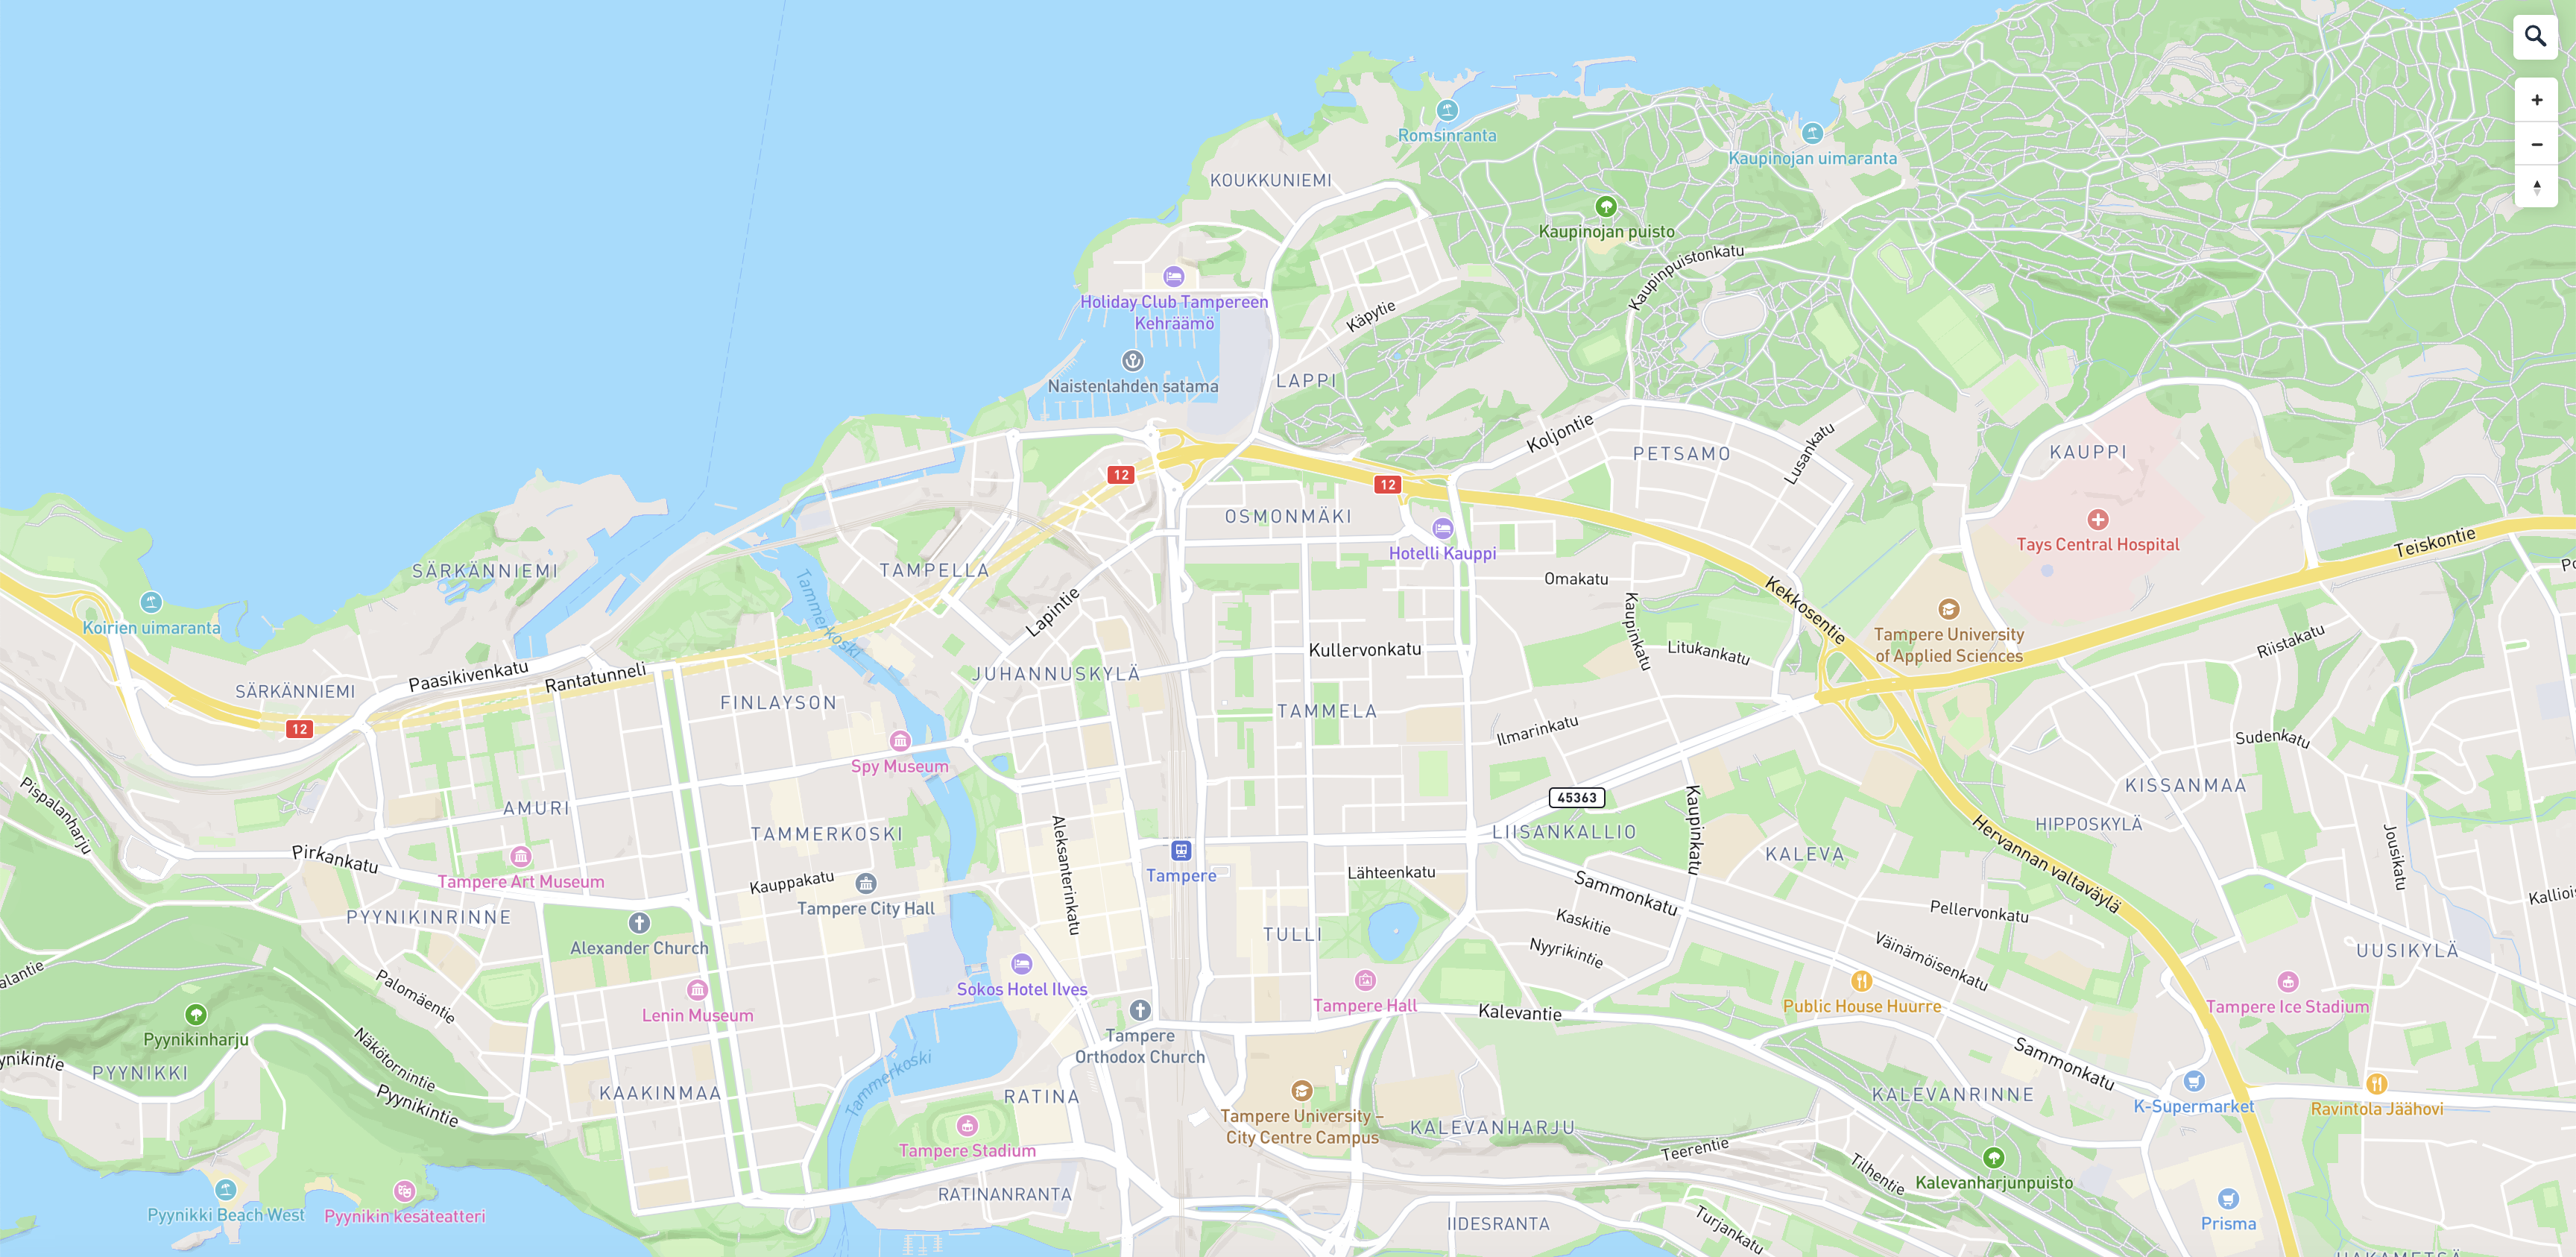 Romsinranta
Kaupinojan uimaranta
KOUKKUNIEMI
Kaupinojan puisto
Kaupinpuistonkatu
Holiday Club Tampereen
Kehräämö
Käpytie
Naistenlahden satama
LAPPI
Koljontie
PETSAMO
Lusankatu
KAUPPI
12
12
OSMONMÄKI
Hotelli Kauppi
Tays Central Hospital
Teiskontie
SÄRKÄNNIEMI
TAMPELLA
Omakatu
Kekkosentie
Koirien uimaranta
Tammerkoski
Lapintie
Kaupinkatu
Tampere University
of Applied Sciences
Kullervonkatu
Litukankatu
Riistakatu
Paasikivenkatu
Rantatunneli
JUHANNUSKYLÄ
SÄRKÄNNIEMI
FINLAYSON
TAMMELA
12
Ilmarinkatu
Sudenkatu
Spy Museum
KISSANMAA
Pispalanharju
AMURI
45363
TAMMERKOSKI
LIISANKALLIO
HIPPOSKYLÄ
Aleksanterinkatu
Kaupinkatu
Hervannan valtaväylä
Jousikatu
Pirkankatu
KALEVA
Tampere Art Museum
Kauppakatu
Tampere
Lähteenkatu
Tampere City Hall
Sammonkatu
PYYNIKINRINNE
Kaskitie
Pellervonkatu
Alexander Church
TULLI
Nyyrikintie
Väinämöisenkatu
UUSIKYLÄ
Palomäentie
Sokos Hotel Ilves
Lenin Museum
Tampere Hall
Kalevantie
Public House Huurre
Tampere Ice Stadium
Pyynikinharju
Näkötornintie
Tampere
Orthodox Church
Sammonkatu
ynikintie
PYYNIKKI
Tammerkoski
Pyynikintie
KAAKINMAA
RATINA
KALEVANRINNE
K-Supermarket
Ravintola Jäähovi
Tampere University –
City Centre Campus
KALEVANHARJU
Tampere Stadium
Teerentie
Tilhentie
Kalevanharjunpuisto
RATINANRANTA
Pyynikki Beach West
Pyynikin kesäteatteri
IIDESRANTA
Turjankatu
Prisma